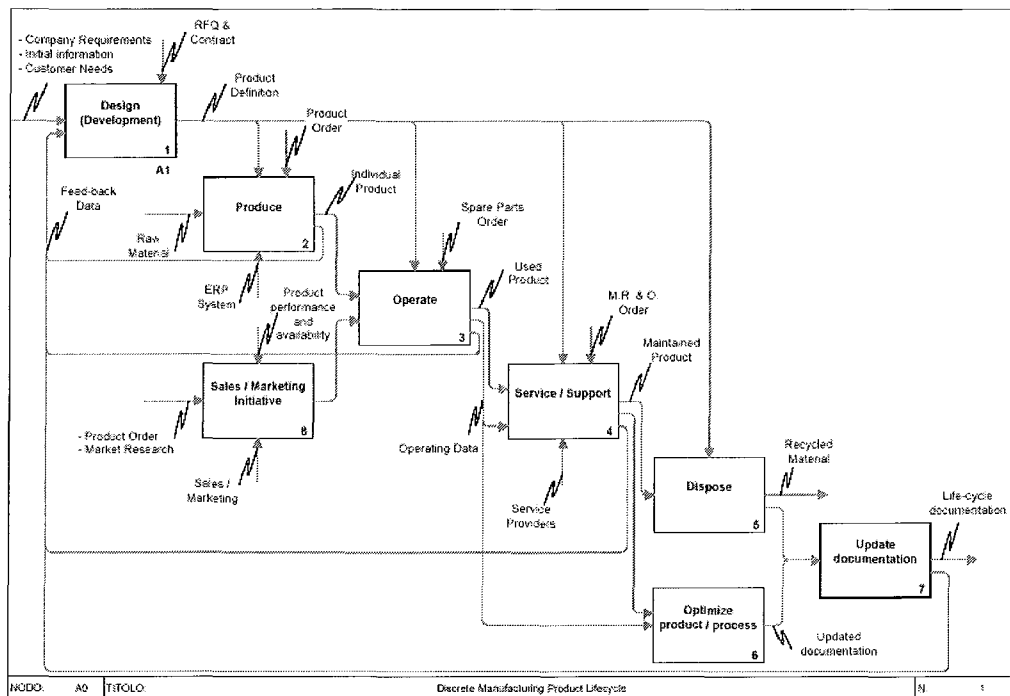 RFQ &
Contract
- Company Requirements
- Initial information
- Customer Needs
Design
(Development)
1
A1
Product
Definition
Product
Order
Feed-back
Data
Produce
2
Individual
Product
Raw
Material
ERP
System
Spare Parts
Order
Product
performance
and
availability
Operate
3
Used
Product
M.R. & O.
Order
Sales / Marketing
Initiative
8
- Product Order
- Market Research
Sales /
Marketing
Service / Support
4
Maintained
Product
Operating Data
Service
Providers
Dispose
5
Recycled
Material
Life-cycle
documentation
Update
documentation
7
Optimize
product / process
6
Updated
documentation
NODO: A0 TITOLO: Discrete Manufacturing Product Lifecycle N. 1